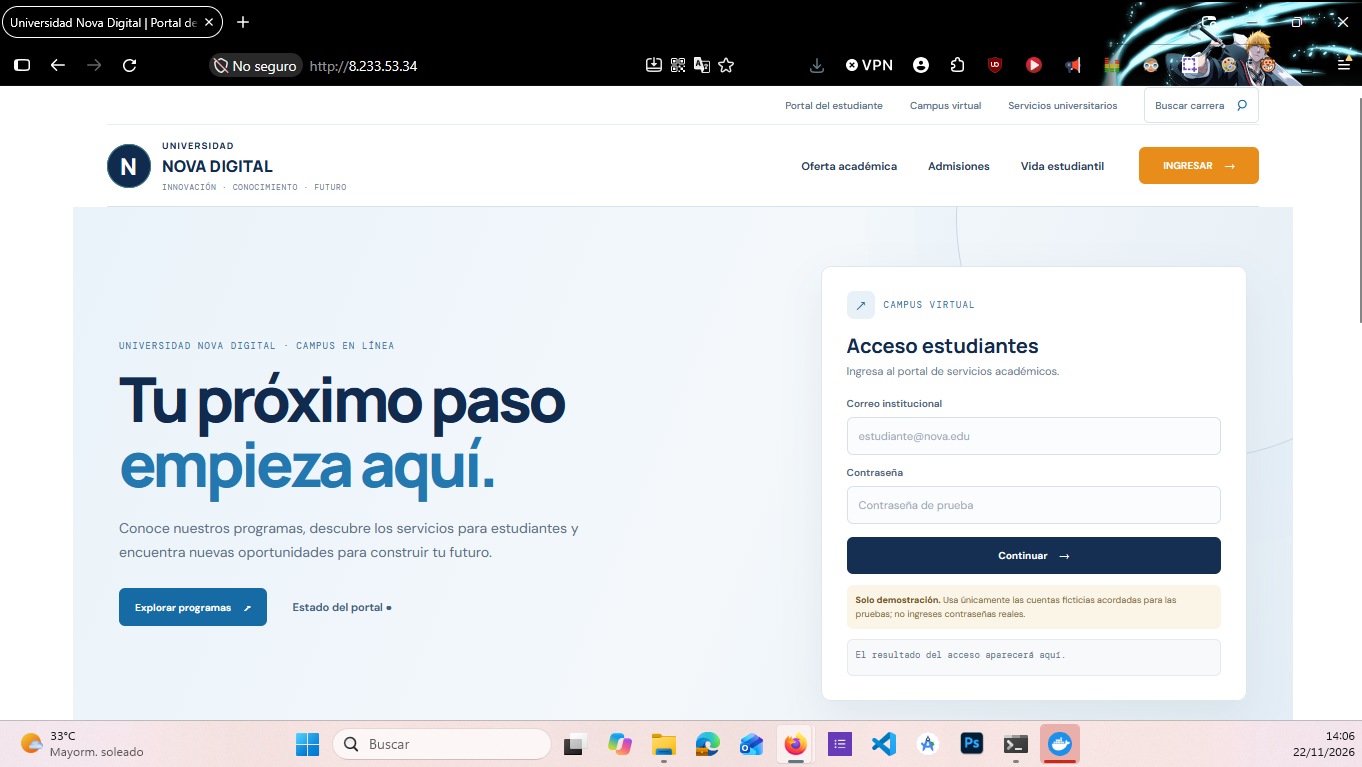 Universidad Nova Digital | Portal de
No seguro
http://8.233.53.34
VPN
Portal del estudiante
Campus virtual
Servicios universitarios
Buscar carrera
N
UNIVERSIDAD
NOVA DIGITAL
INNOVACIÓN · CONOCIMIENTO · FUTURO
Oferta académica
Admisiones
Vida estudiantil
INGRESAR →
UNIVERSIDAD NOVA DIGITAL · CAMPUS EN LÍNEA
Tu próximo paso
empieza aquí.
Conoce nuestros programas, descubre los servicios para estudiantes y
encuentra nuevas oportunidades para construir tu futuro.
Explorar programas ↗
Estado del portal ●
↗ CAMPUS VIRTUAL
Acceso estudiantes
Ingresa al portal de servicios académicos.
Correo institucional
estudiante@nova.edu
Contraseña
Contraseña de prueba
Continuar →
Solo demostración. Usa únicamente las cuentas ficticias acordadas para las
pruebas; no ingreses contraseñas reales.
El resultado del acceso aparecerá aquí.
33°C
Mayorm. soleado
Buscar
Ps
14:06
22/11/2026